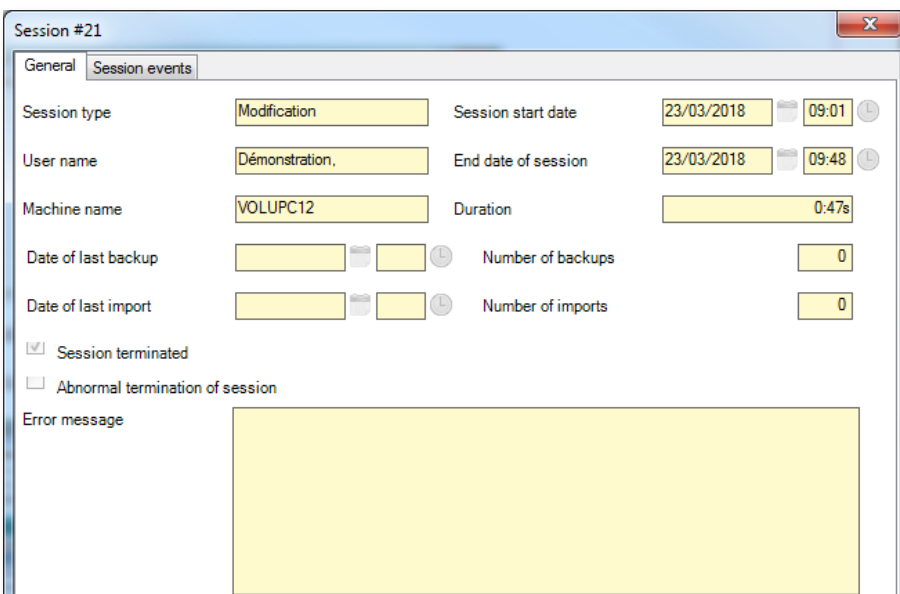 Session #21
General Session events
Session type Modification Session start date 23/03/2018 09:01
User name Démonstration, End date of session 23/03/2018 09:48
Machine name VOLUPC12 Duration 0:47s
Date of last backup Number of backups 0
Date of last import Number of imports 0
Session terminated
Abnormal termination of session
Error message